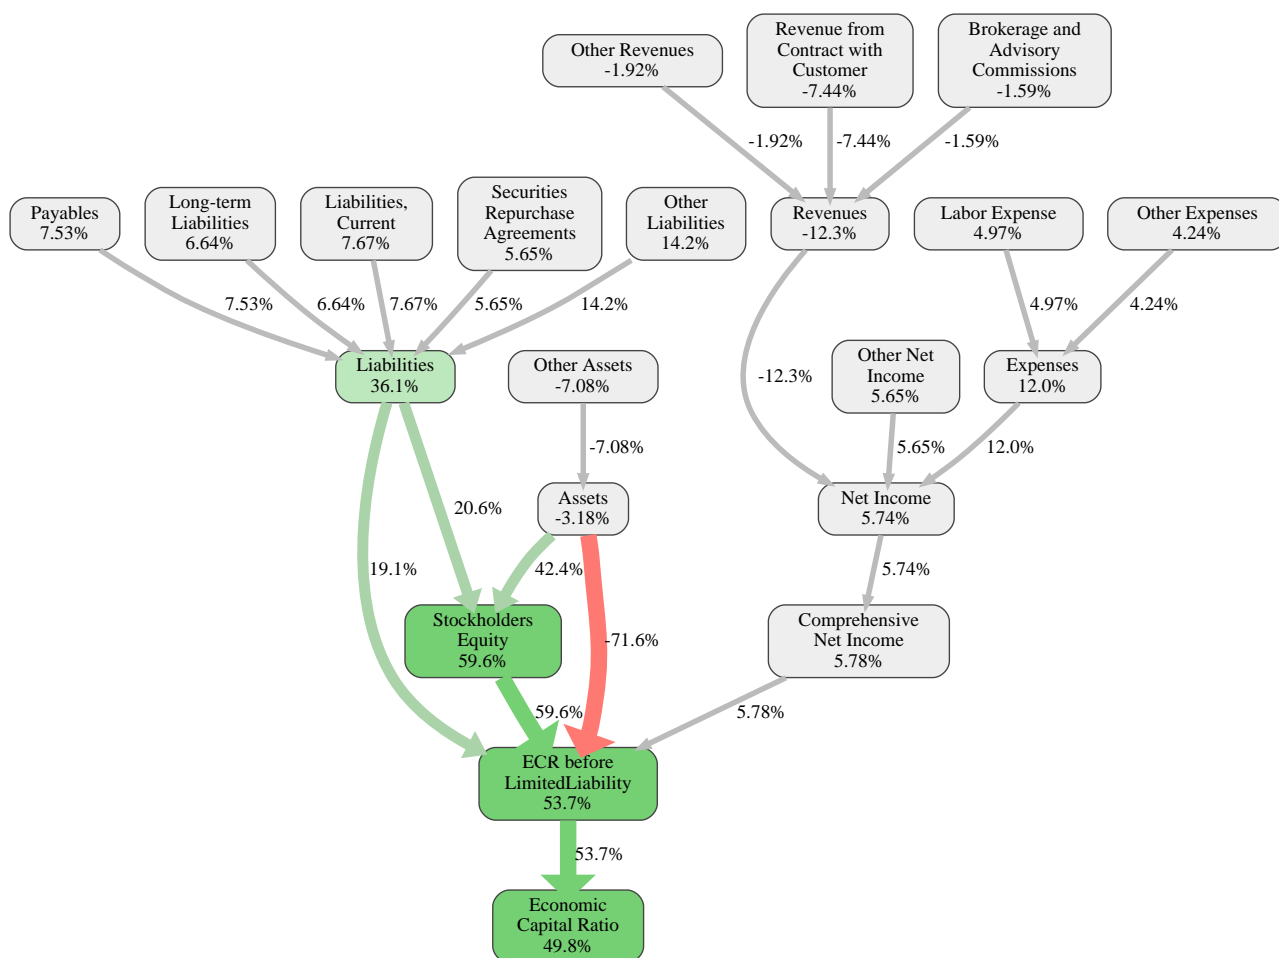 Other Revenues
-1.92%
Revenue from
Contract with
Customer
-7.44%
Brokerage and
Advisory
Commissions
-1.59%
-1.92%
-7.44%
-1.59%
Payables
7.53%
Long-term
Liabilities
6.64%
Liabilities,
Current
7.67%
Securities
Repurchase
Agreements
5.65%
Other
Liabilities
14.2%
Revenues
-12.3%
Labor Expense
4.97%
Other Expenses
4.24%
7.53%
6.64%
7.67%
5.65%
14.2%
4.97%
4.24%
Liabilities
36.1%
Other Assets
-7.08%
Other Net
Income
5.65%
Expenses
12.0%
-12.3%
-7.08%
5.65%
12.0%
Assets
-3.18%
Net Income
5.74%
20.6%
19.1%
42.4%
5.74%
Stockholders
Equity
59.6%
-71.6%
Comprehensive
Net Income
5.78%
59.6%
5.78%
ECR before
LimitedLiability
53.7%
53.7%
Economic
Capital Ratio
49.8%